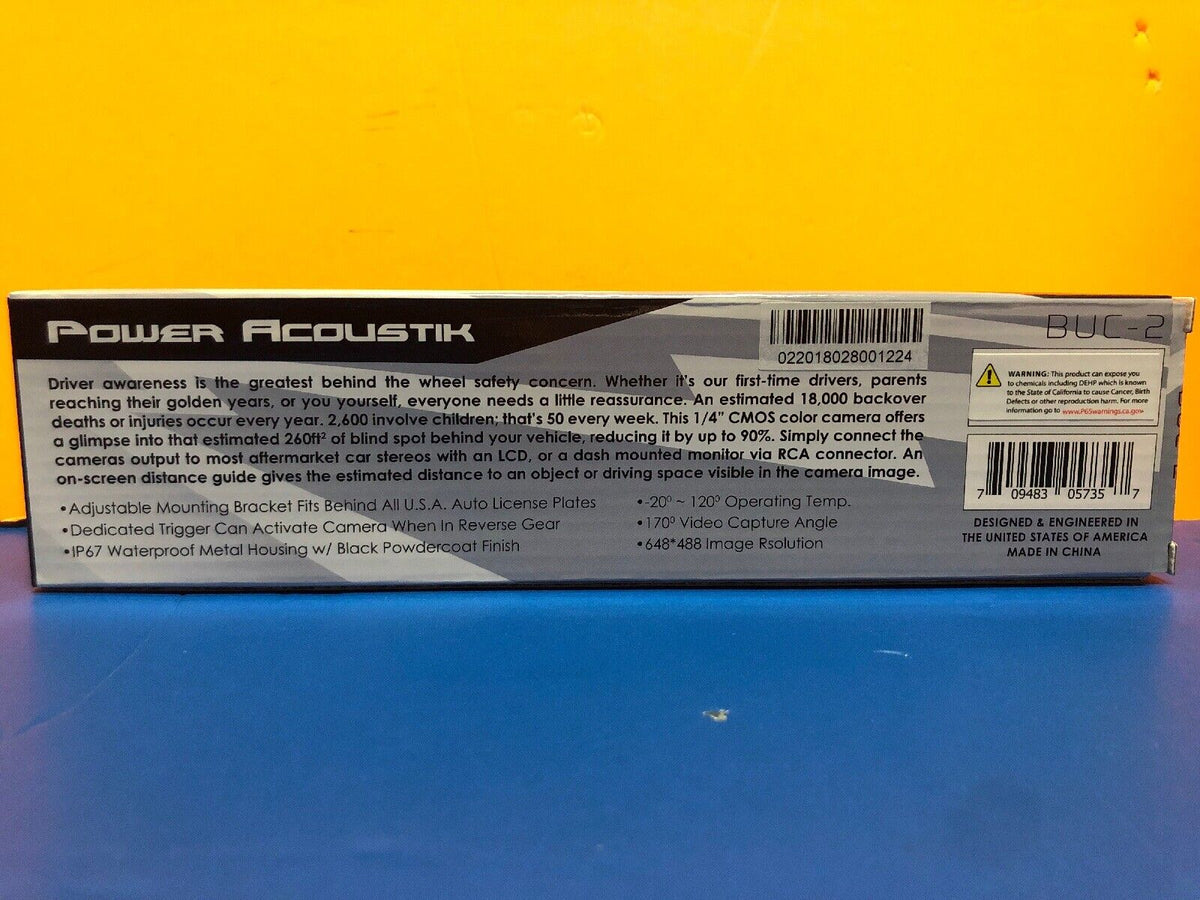 POWER ACOUSTIK
022018028001224
BUC-2
Driver awareness is the greatest behind the wheel safety concern. Whether it's our first-time drivers, parents
reaching their golden years, or you yourself, everyone needs a little reassurance. An estimated 18,000 backover
deaths or injuries occur every year. 2,600 involve children; that's 50 every week. This 1/4" CMOS color camera offers
a glimpse into that estimated 260ft² of blind spot behind your vehicle, reducing it by up to 90%. Simply connect the
cameras output to most aftermarket car stereos with an LCD, or a dash mounted monitor via RCA connector. An
on-screen distance guide gives the estimated distance to an object or driving space visible in the camera image.
•Adjustable Mounting Bracket Fits Behind All U.S.A. Auto License Plates
•Dedicated Trigger Can Activate Camera When In Reverse Gear
•IP67 Waterproof Metal Housing w/ Black Powdercoat Finish
•-20⁰ ~ 120⁰ Operating Temp.
•170⁰ Video Capture Angle
•648*488 Image Rsolution
WARNING: This product can expose you
to chemicals including DEHP which is known
to the State of California to cause Cancer, Birth
Defects or other reproduction harm. For more
information go to www.P65warnings.ca.gov
7 09483 05735 7
DESIGNED & ENGINEERED IN
THE UNITED STATES OF AMERICA
MADE IN CHINA